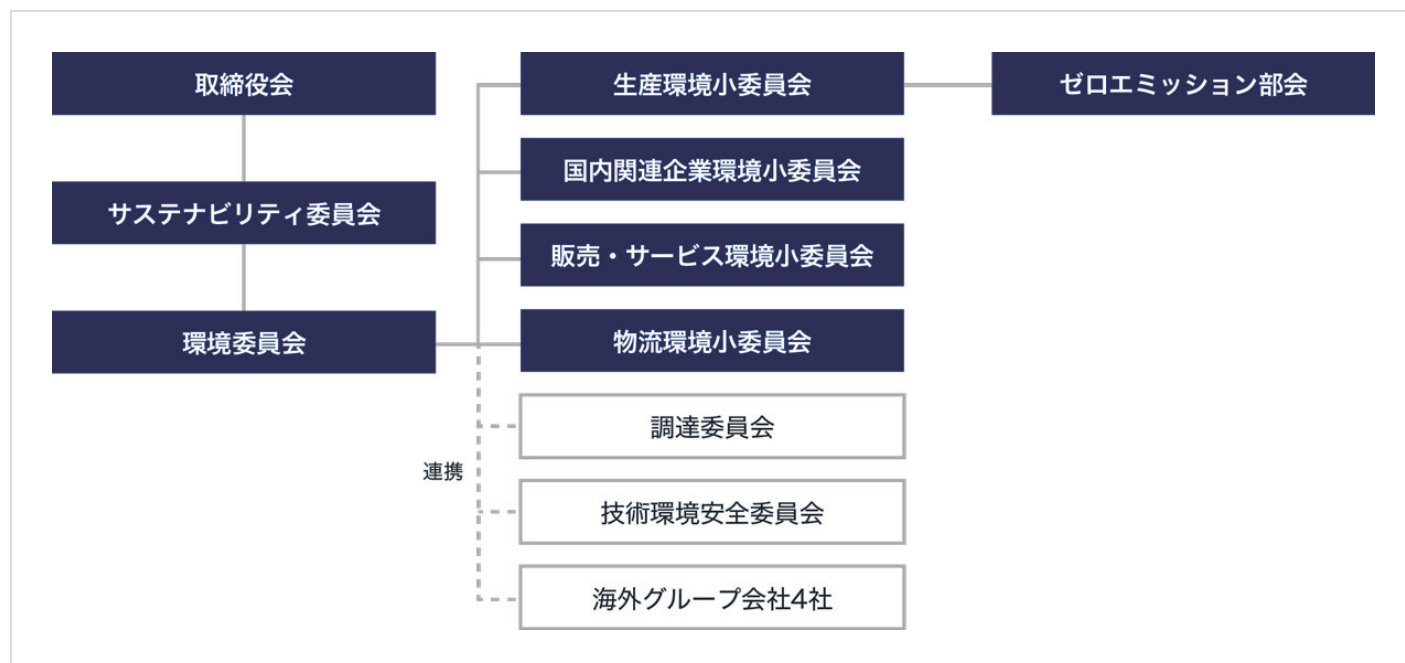 取締役会
サステナビリティ委員会
環境委員会
生産環境小委員会
ゼロエミッション部会
国内関連企業環境小委員会
販売・サービス環境小委員会
物流環境小委員会
連携
調達委員会
技術環境安全委員会
海外グループ会社4社